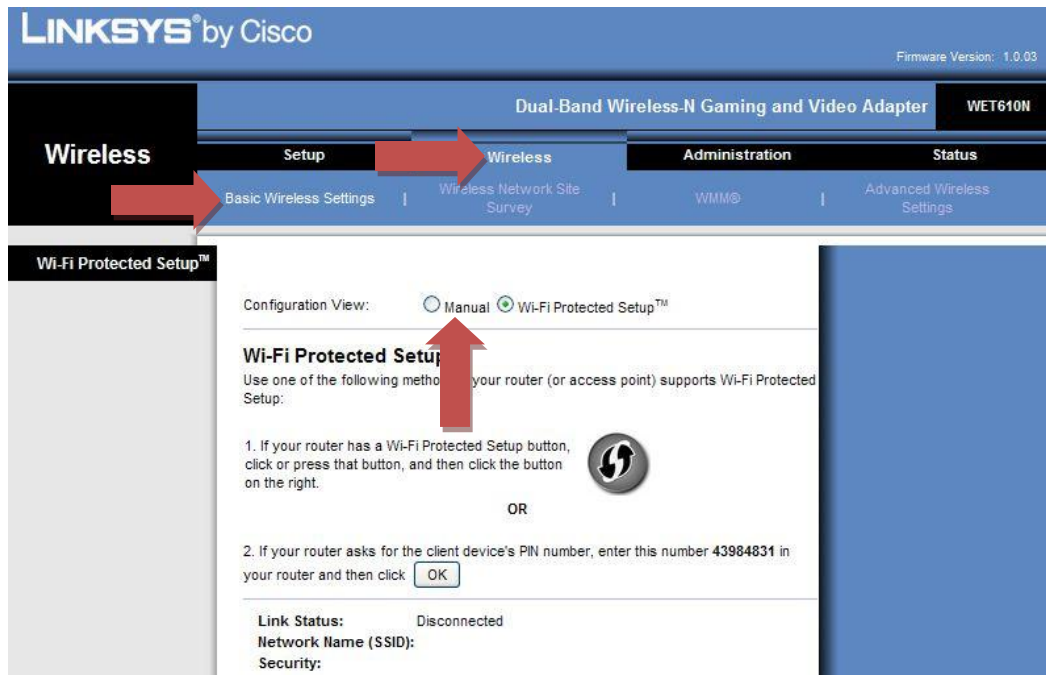 LINKSYS® by Cisco
Firmware Version: 1.0.03
Dual-Band Wireless-N Gaming and Video Adapter WET610N
Wireless
Setup Wireless Administration Status
Basic Wireless Settings | Wireless Network Site Survey | WMM® | Advanced Wireless Settings
Wi-Fi Protected Setup™
Configuration View: Manual Wi-Fi Protected Setup™
Wi-Fi Protected Setup
Use one of the following your router (or access point) supports Wi-Fi Protected
Setup:
1. If your router has a Wi-Fi Protected Setup button,
click or press that button, and then click the button
on the right.
OR
2. If your router asks for the client device's PIN number, enter this number 43984831 in
your router and then click OK
Link Status: Disconnected
Network Name (SSID):
Security: